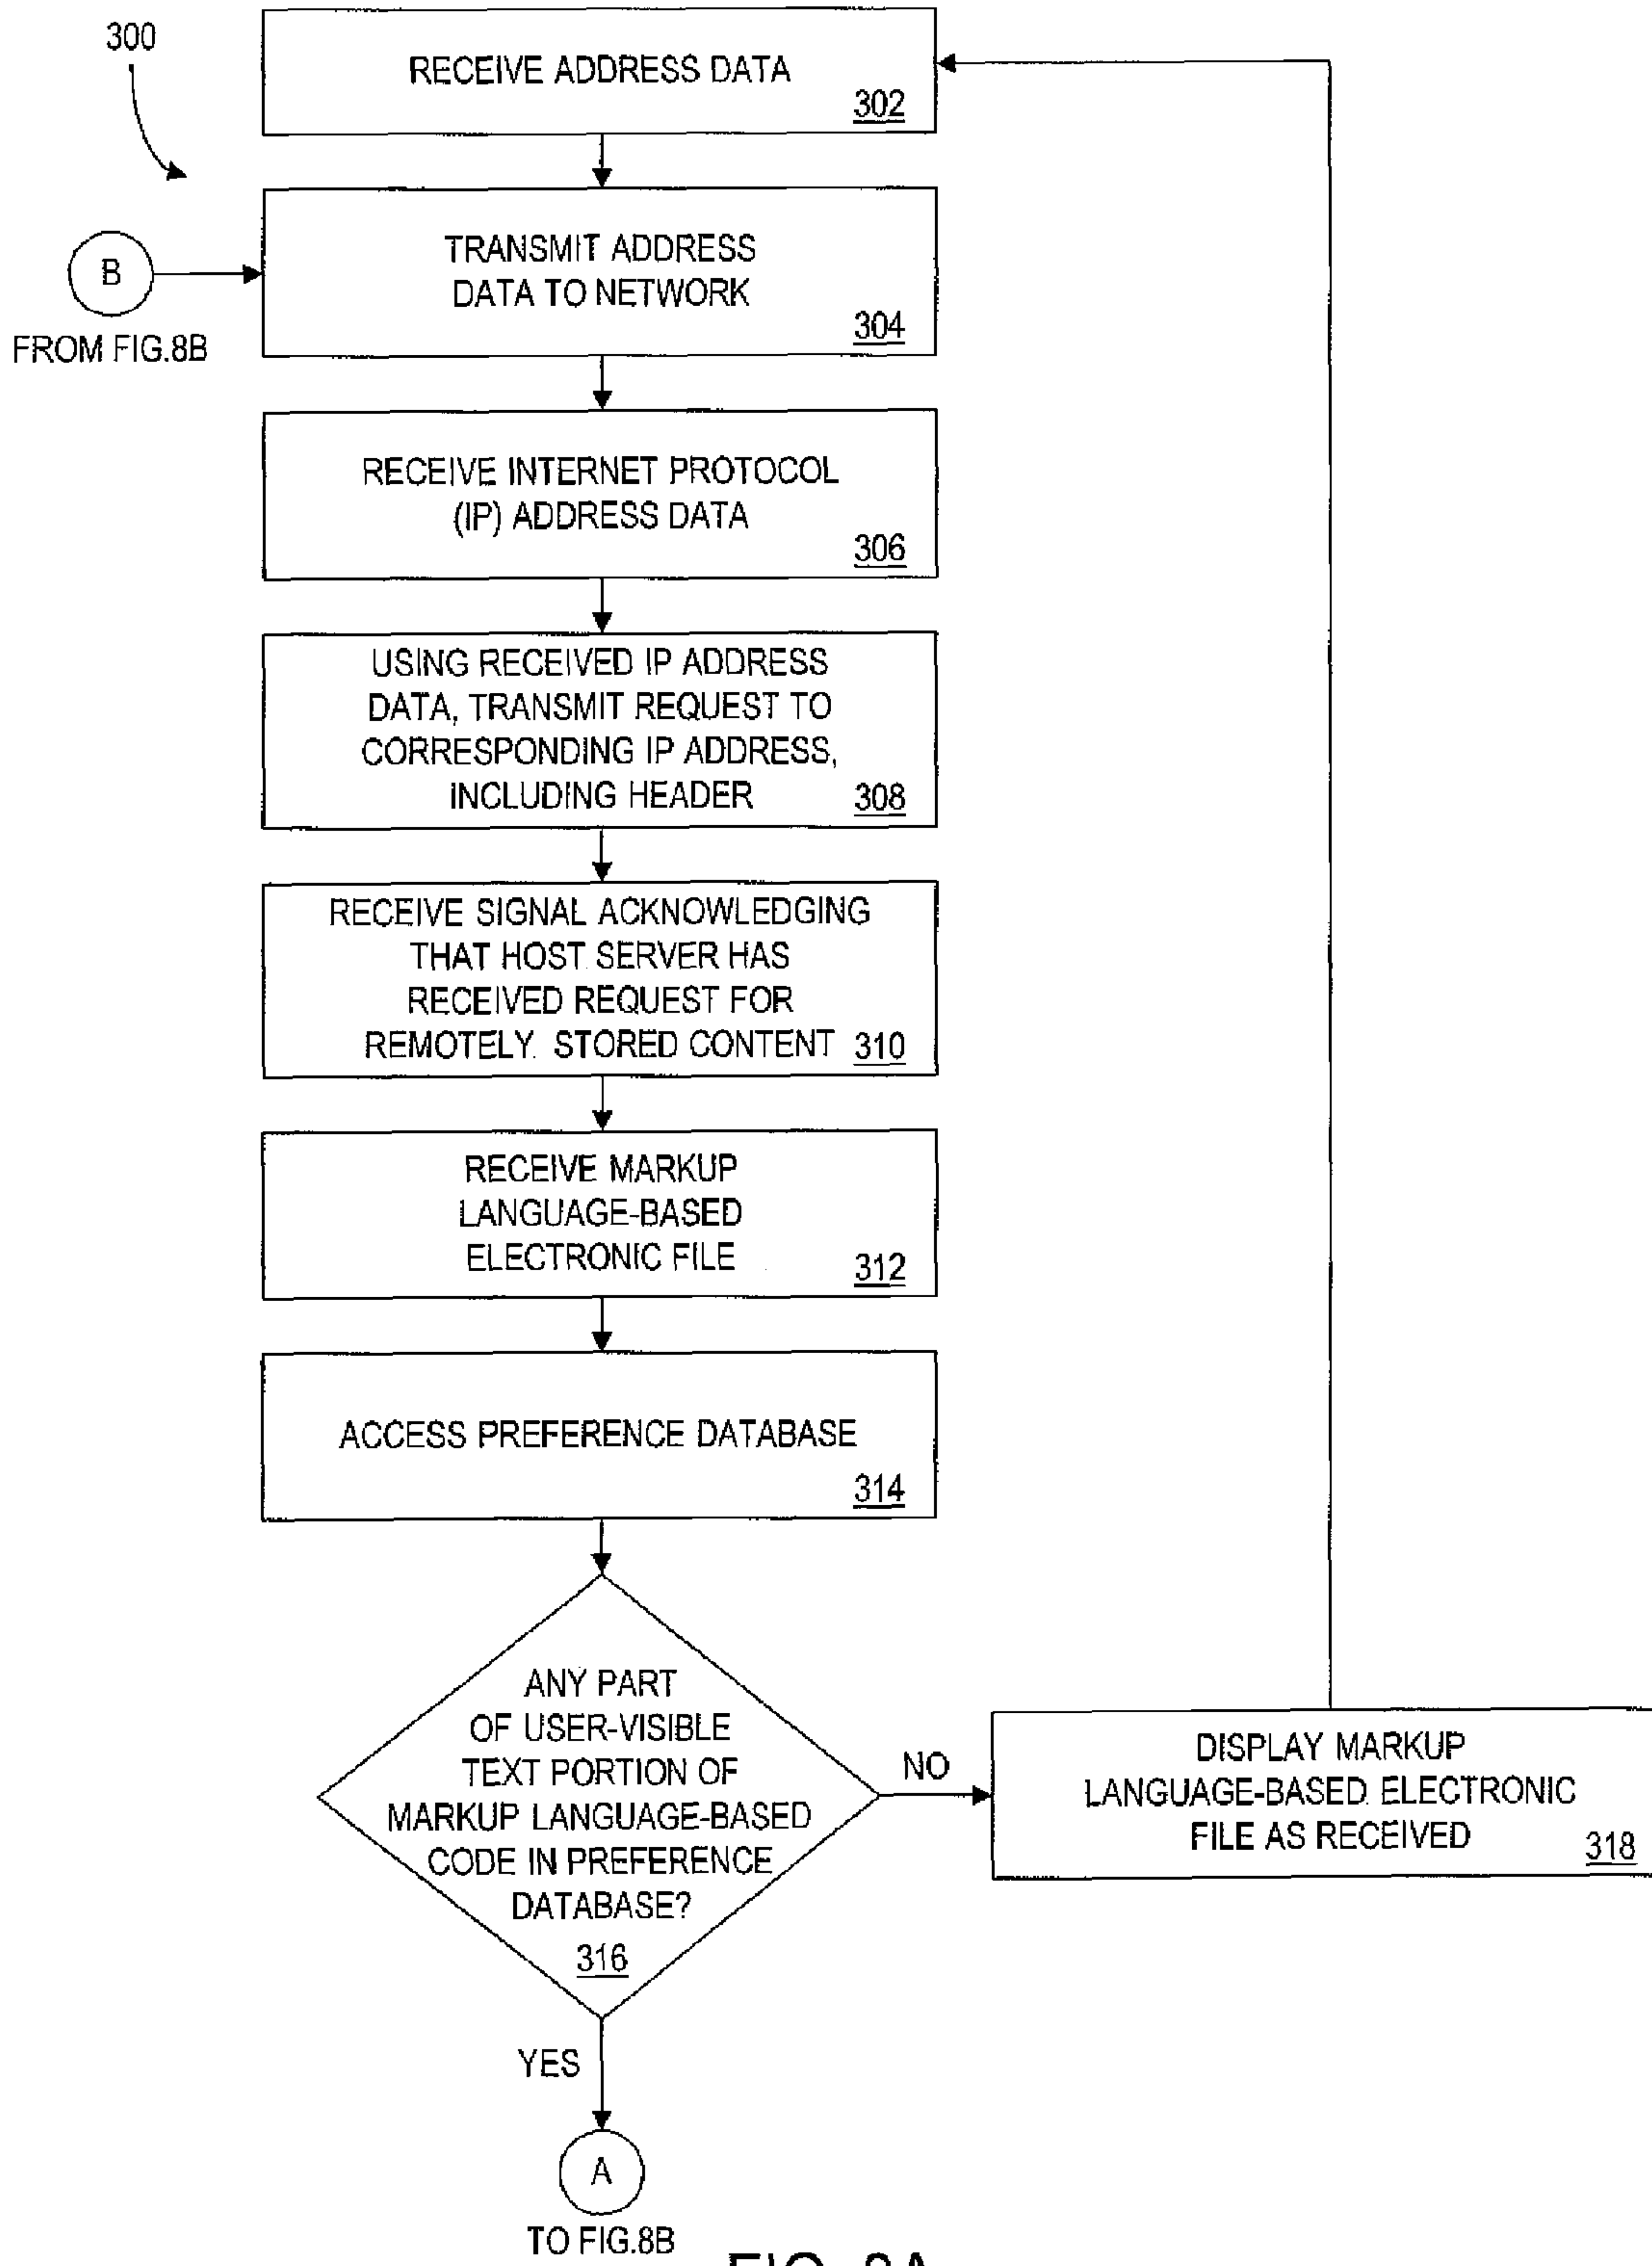 300
RECEIVE ADDRESS DATA
302
TRANSMIT ADDRESS
DATA TO NETWORK
304
B
FROM FIG.8B
RECEIVE INTERNET PROTOCOL
(IP) ADDRESS DATA
306
USING RECEIVED IP ADDRESS
DATA, TRANSMIT REQUEST TO
CORRESPONDING IP ADDRESS,
INCLUDING HEADER
308
RECEIVE SIGNAL ACKNOWLEDGING
THAT HOST SERVER HAS
RECEIVED REQUEST FOR
REMOTELY. STORED CONTENT
310
RECEIVE MARKUP
LANGUAGE-BASED
ELECTRONIC FILE
312
ACCESS PREFERENCE DATABASE
314
ANY PART
OF USER-VISIBLE
TEXT PORTION OF
MARKUP LANGUAGE-BASED
CODE IN PREFERENCE
DATABASE?
316
NO
DISPLAY MARKUP
LANGUAGE-BASED. ELECTRONIC
FILE AS RECEIVED
318
YES
A
TO FIG.8B